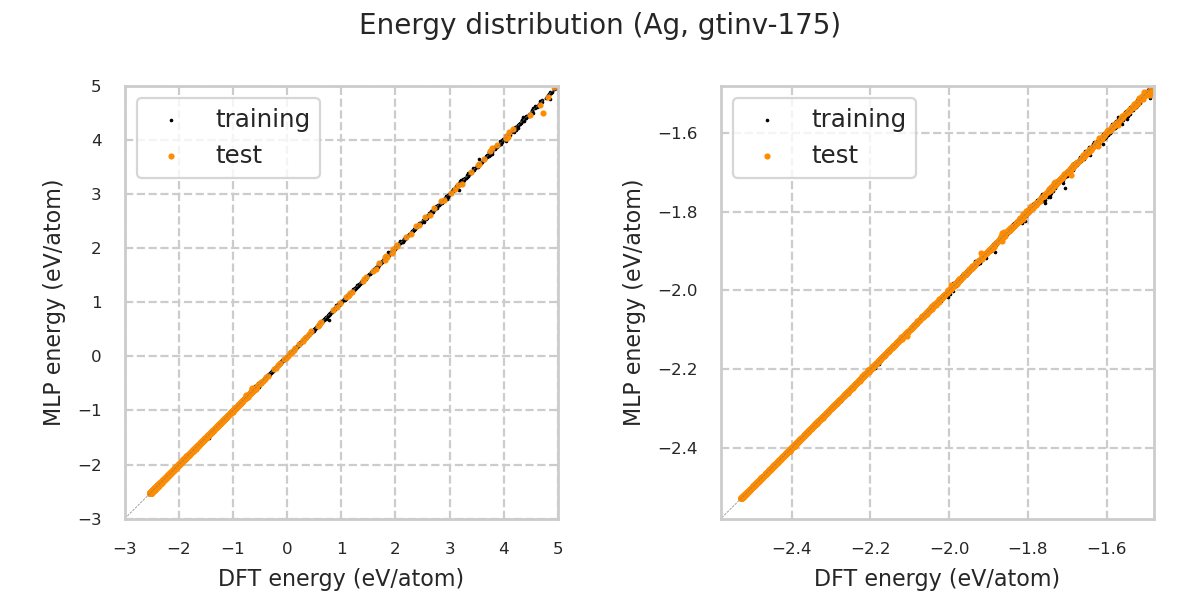 Energy distribution (Ag, gtinv-175)
training
test
5
4
3
2
1
0
−1
−2
−3
−3 −2 −1 0 1 2 3 4 5
MLP energy (eV/atom)
DFT energy (eV/atom)
training
test
−1.6
−1.8
−2.0
−2.2
−2.4
−2.4 −2.2 −2.0 −1.8 −1.6
MLP energy (eV/atom)
DFT energy (eV/atom)